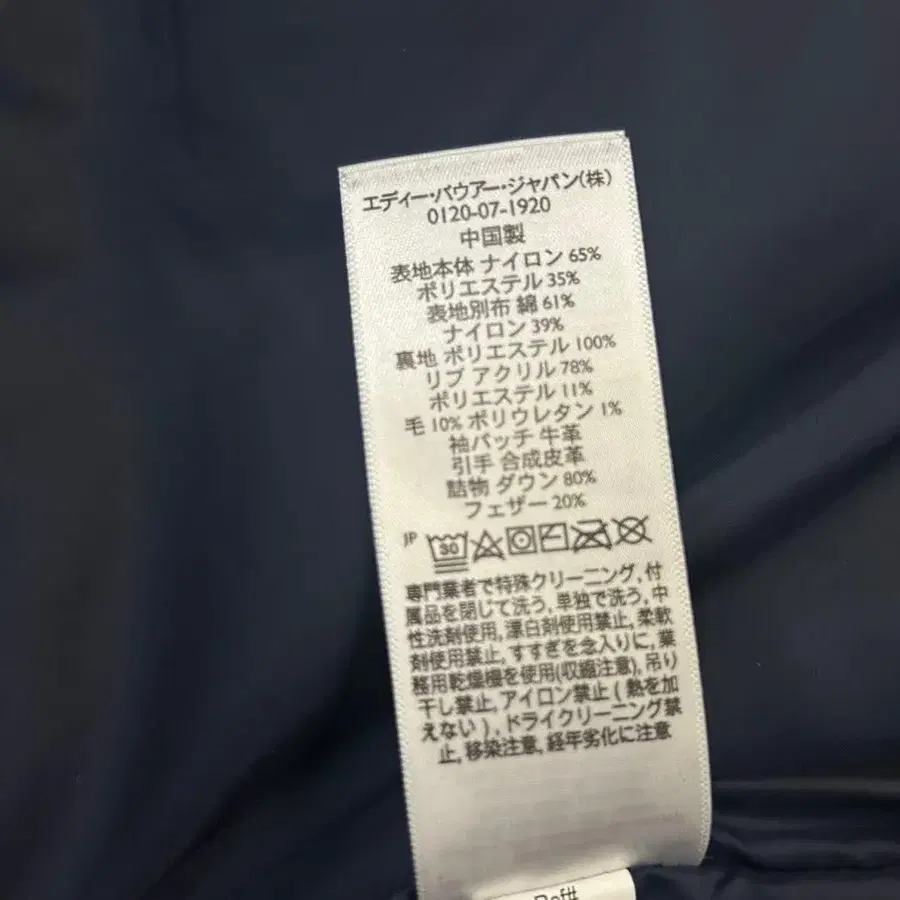 エディー・バウアー・ジャパン(株)
0120-07-1920
中国製
表地本体 ナイロン 65%
ポリエステル 35%
表地別布 綿 61%
ナイロン 39%
裏地 ポリエステル 100%
リブ アクリル 78%
ポリエステル 11%
毛 10% ポリウレタン 1%
袖パッチ 牛革
引手 合成皮革
詰物 ダウン 80%
フェザー 20%
JP 30
専門業者で特殊クリーニング, 付
属品を閉じて洗う, 単独で洗う, 中
性洗剤使用, 漂白剤使用禁止, 柔軟
剤使用禁止, すすぎを念入りに, 業
務用乾燥機を使用(収縮注意), 吊り
干し禁止, アイロン禁止 ( 熱を加
えない ) , ドライクリーニング禁
止, 移染注意, 経年劣化に注意
Ref#